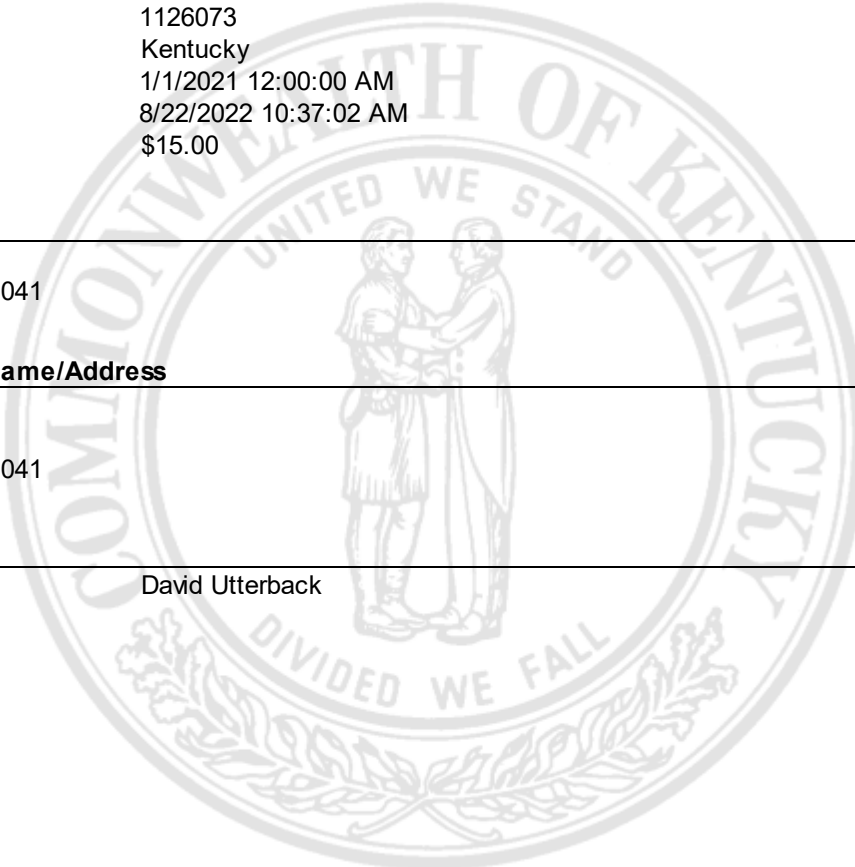 1126073
Kentucky
1/1/2021 12:00:00 AM
8/22/2022 10:37:02 AM
$15.00
COMMONWEALTH OF KENTUCKY
UNITED WE STAND
041
ame/Address
041
David Utterback
DIVIDED WE FALL